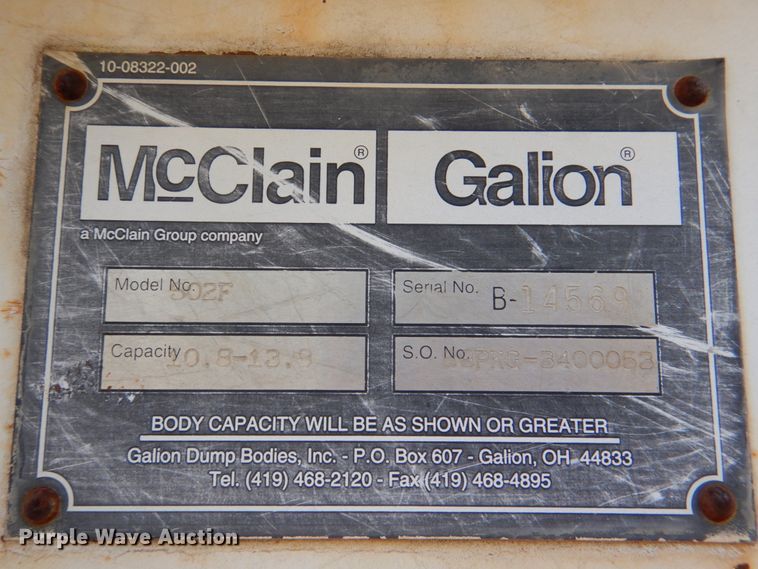 10-08322-002
McClain® Galion®
a McClain Group company
Model No. 302F
Serial No. B-14569
Capacity 10.8-13.9
S.O. No.
BODY CAPACITY WILL BE AS SHOWN OR GREATER
Galion Dump Bodies, Inc. - P.O. Box 607 - Galion, OH 44833
Tel. (419) 468-2120 - Fax (419) 468-4895
Purple Wave Auction